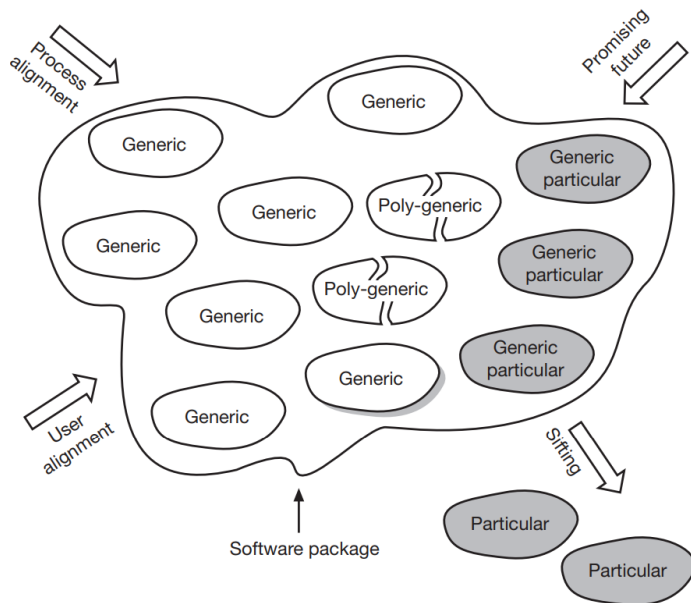 Process
alignment
Promising
future
Generic
Generic
Generic
particular
Generic
Poly-generic
Generic
Generic
particular
Poly-generic
Generic
Generic
particular
Generic
Generic
User
alignment
Sifting
Software package
Particular
Particular